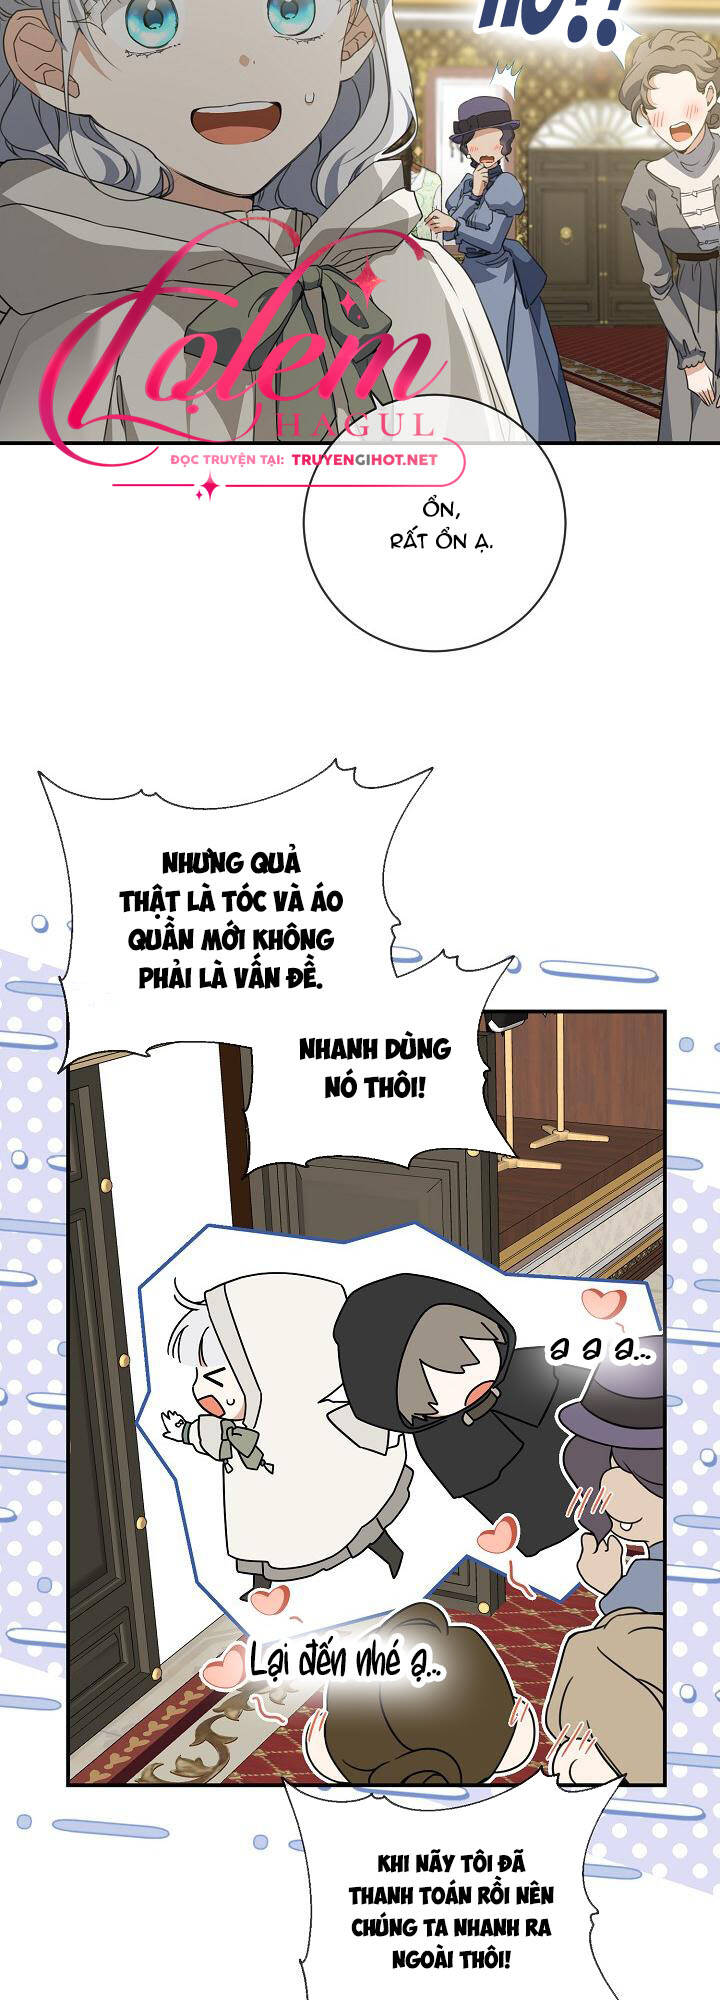 Lọlem
HAGUL
ĐỌC TRUYỆN TẠI: TRUYENGIHOT.NET
ỔN,
RẤT ỔN Ạ.
NHƯNG QUẢ
THẬT LÀ TÓC VÀ ÁO
QUẦN MỚI KHÔNG
PHẢI LÀ VẤN ĐỀ.
NHANH DÙNG
NÓ THÔI!
a a a...
Lại đến nhé ạ...
KHI NÃY TÔI ĐÃ
THANH TOÁN RỒI NÊN
CHÚNG TA NHANH RA
NGOÀI THÔI!